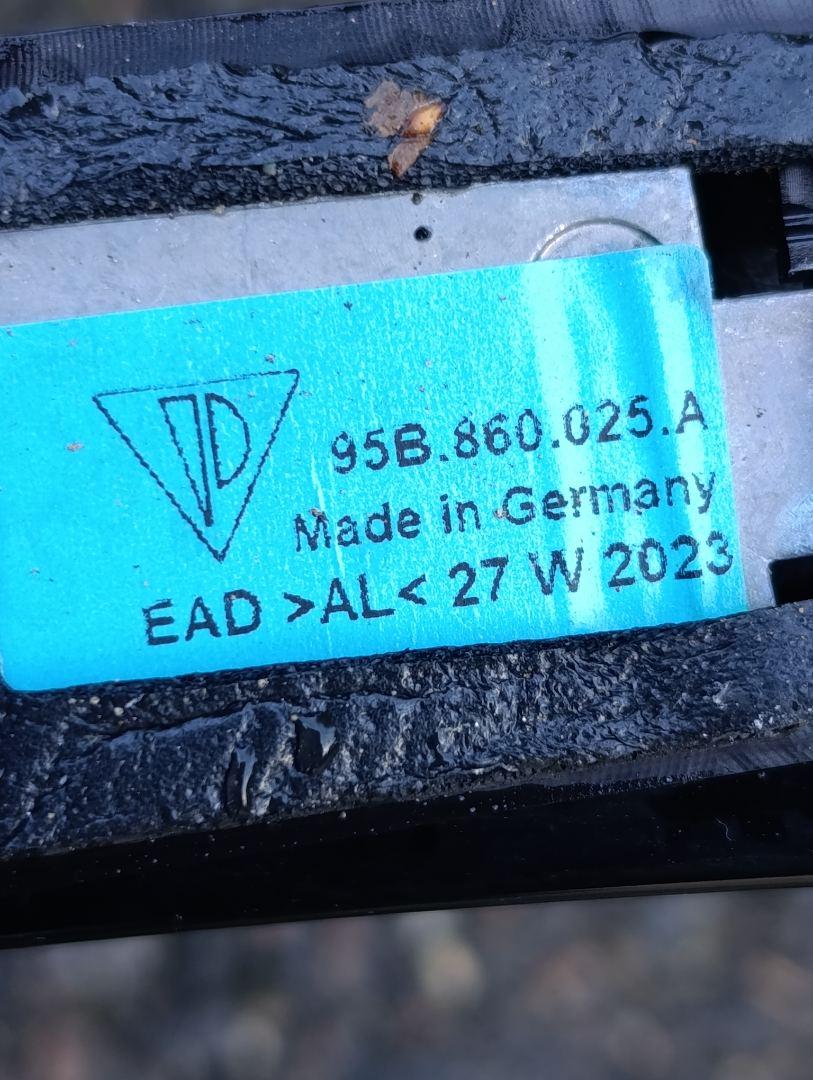 95B.860.025.A
Made in Germany
EAD >AL< 27 W 2023